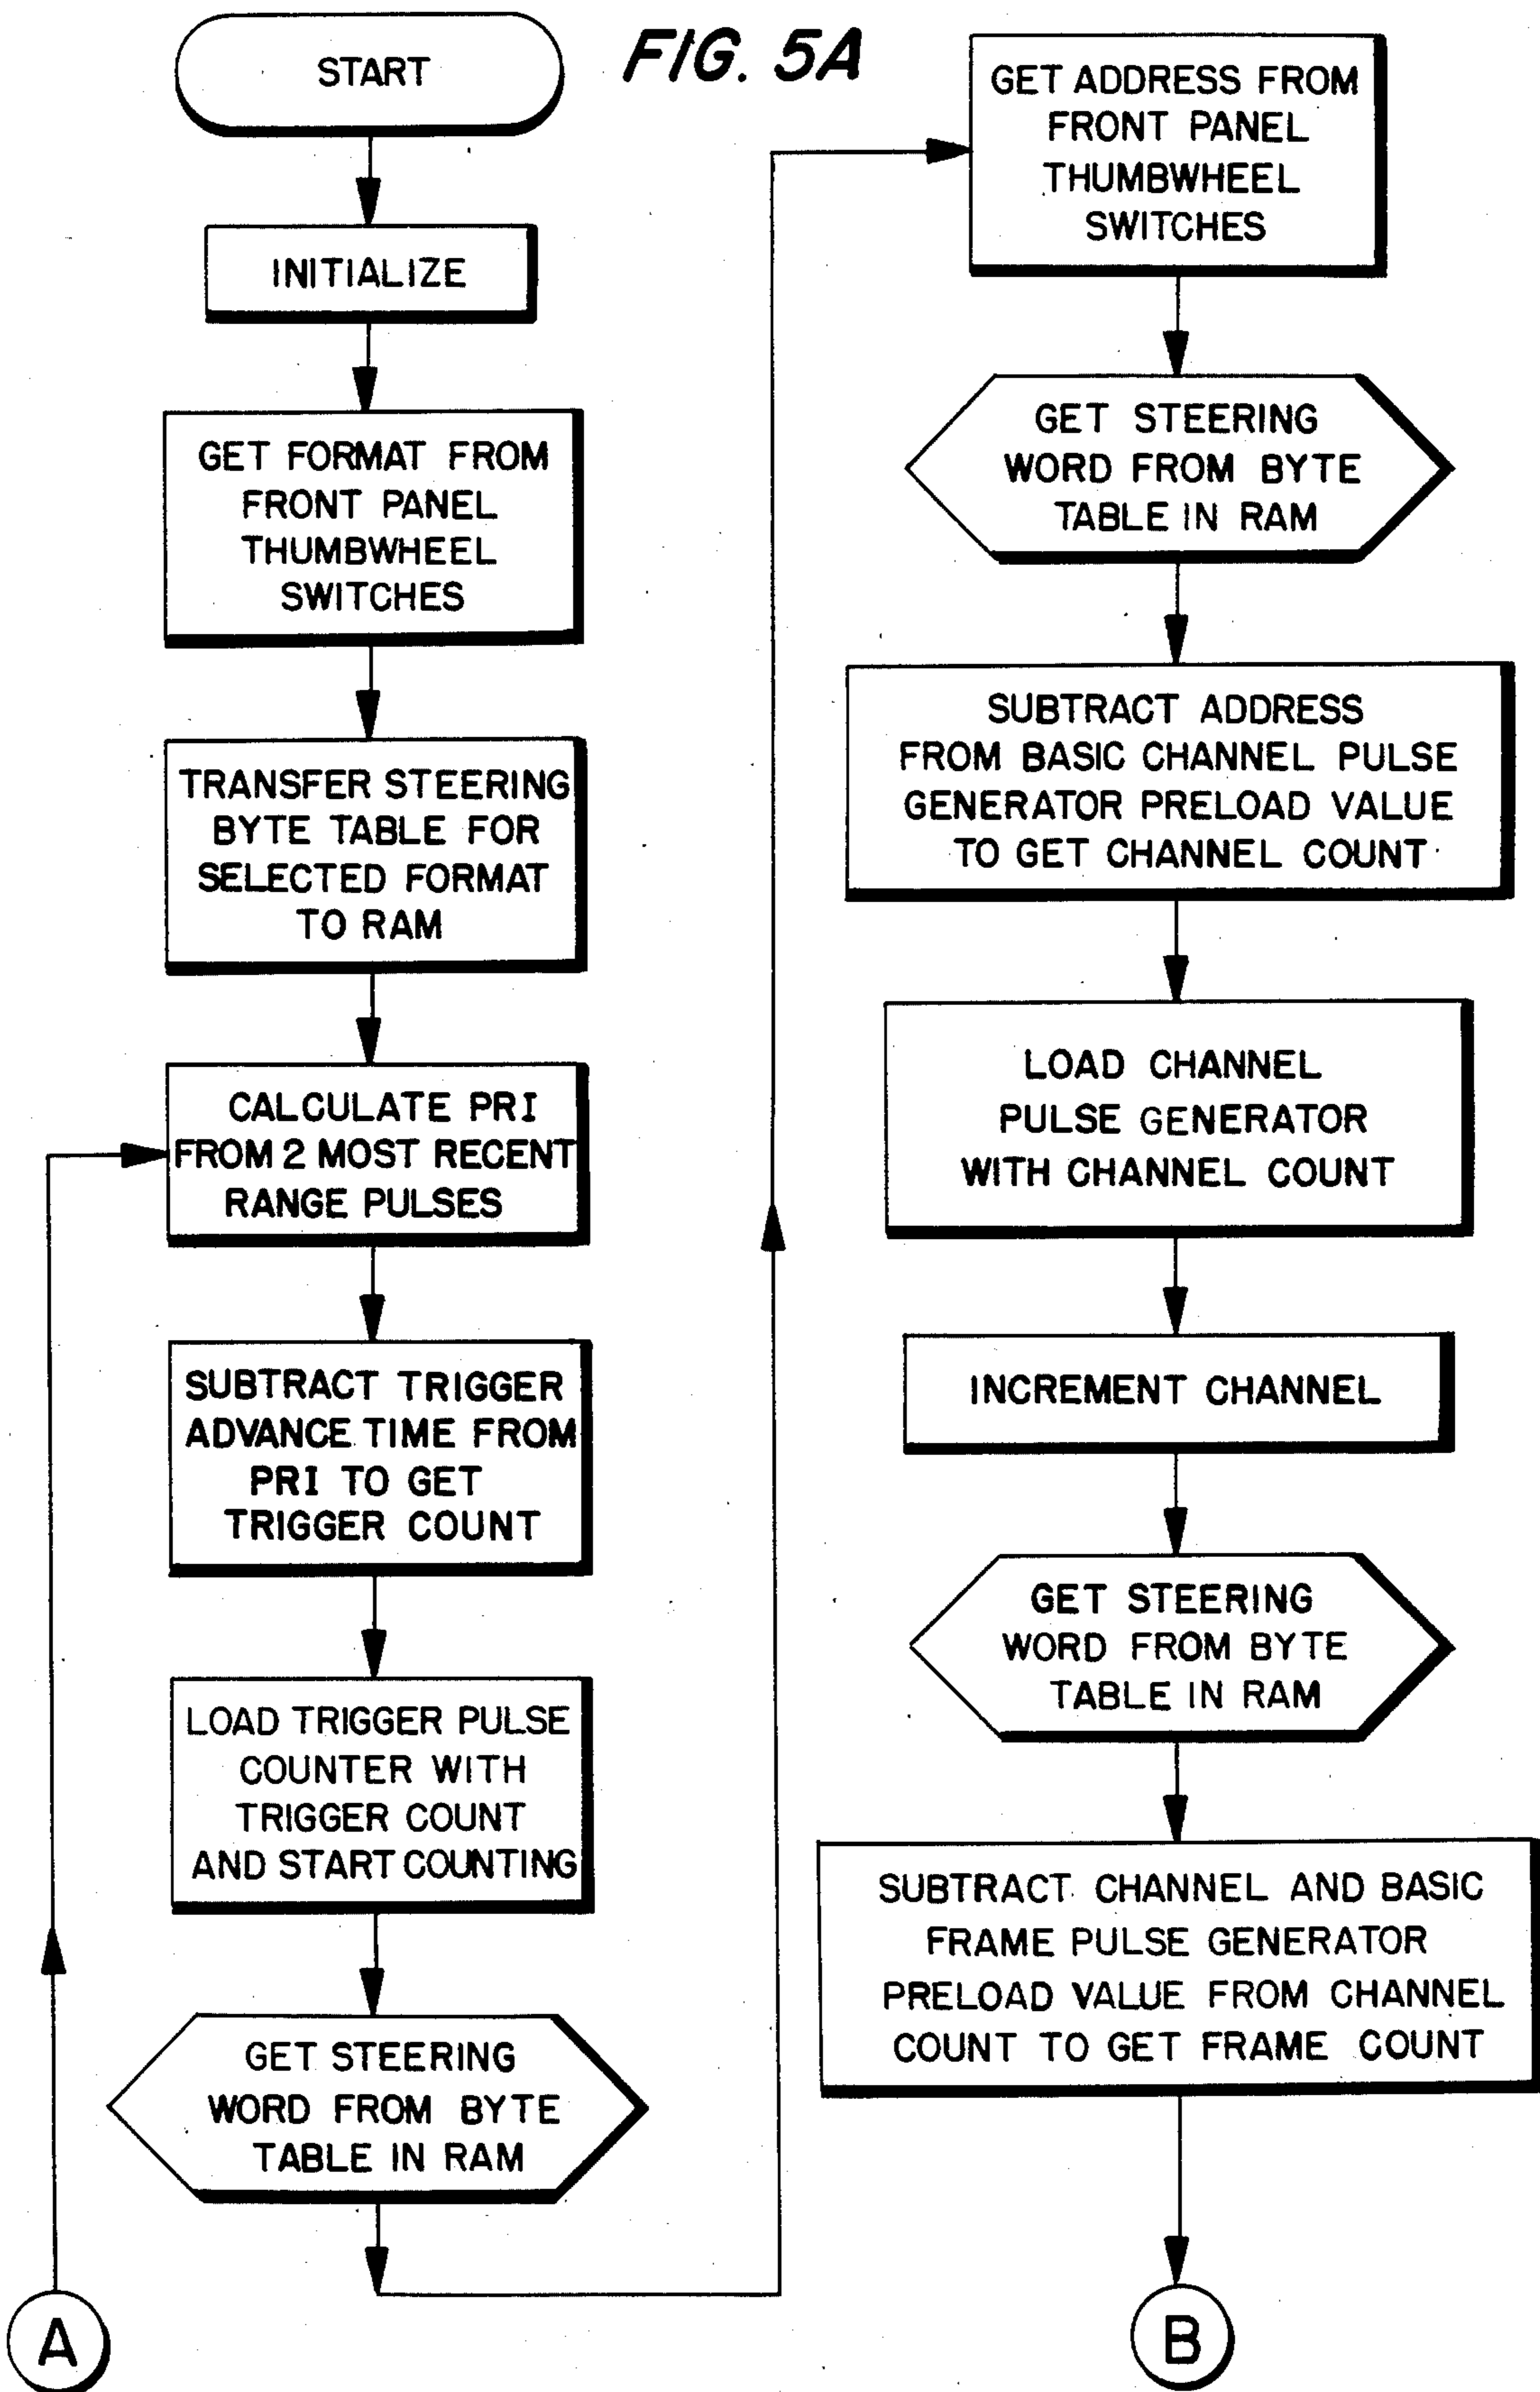 FIG. 5A
START
INITIALIZE
GET FORMAT FROM
FRONT PANEL
THUMBWHEEL
SWITCHES
TRANSFER STEERING
BYTE TABLE FOR
SELECTED FORMAT
TO RAM
CALCULATE PRI
FROM 2 MOST RECENT
RANGE PULSES
SUBTRACT TRIGGER
ADVANCE TIME FROM
PRI TO GET
TRIGGER COUNT
LOAD TRIGGER PULSE
COUNTER WITH
TRIGGER COUNT
AND START COUNTING
GET STEERING
WORD FROM BYTE
TABLE IN RAM
A
GET ADDRESS FROM
FRONT PANEL
THUMBWHEEL
SWITCHES
GET STEERING
WORD FROM BYTE
TABLE IN RAM
SUBTRACT ADDRESS
FROM BASIC CHANNEL PULSE
GENERATOR PRELOAD VALUE
TO GET CHANNEL COUNT
LOAD CHANNEL
PULSE GENERATOR
WITH CHANNEL COUNT
INCREMENT CHANNEL
GET STEERING
WORD FROM BYTE
TABLE IN RAM
SUBTRACT CHANNEL AND BASIC
FRAME PULSE GENERATOR
PRELOAD VALUE FROM CHANNEL
COUNT TO GET FRAME COUNT
B